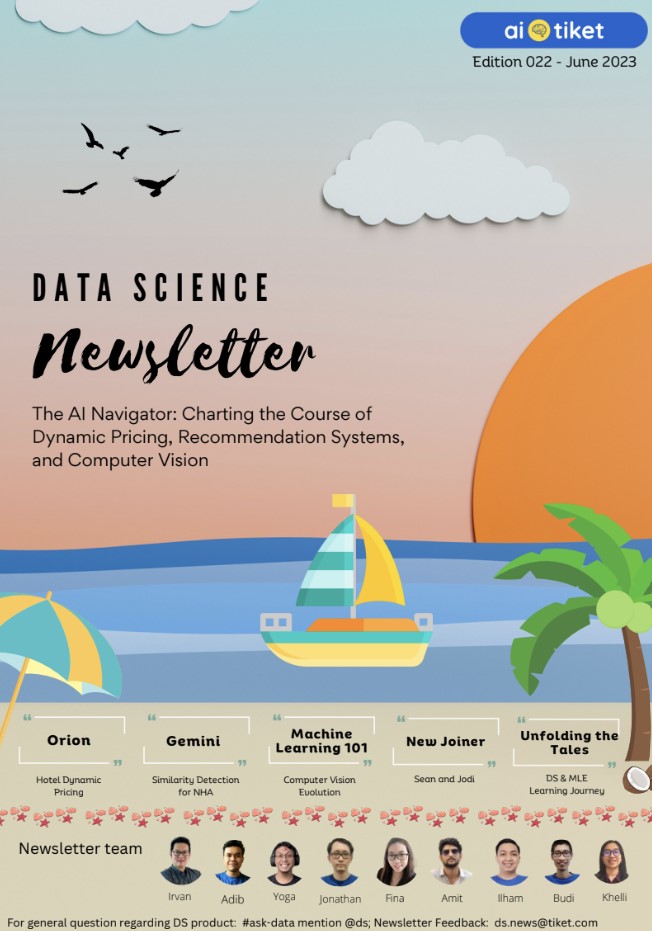 ai tiket
Edition 022 - June 2023
DATA SCIENCE
Newsletter
The AI Navigator: Charting the Course of
Dynamic Pricing, Recommendation Systems,
and Computer Vision
Orion
Hotel Dynamic
Pricing
Gemini
Similarity Detection
for NHA
Machine
Learning 101
Computer Vision
Evolution
New Joiner
Sean and Jodi
Unfolding the
Tales
DS & MLE
Learning Journey
Newsletter team
Irvan
Adib
Yoga
Jonathan
Fina
Amit
Ilham
Budi
Khelli
For general question regarding DS product: #ask-data mention @ds; Newsletter Feedback: ds.news@tiket.com